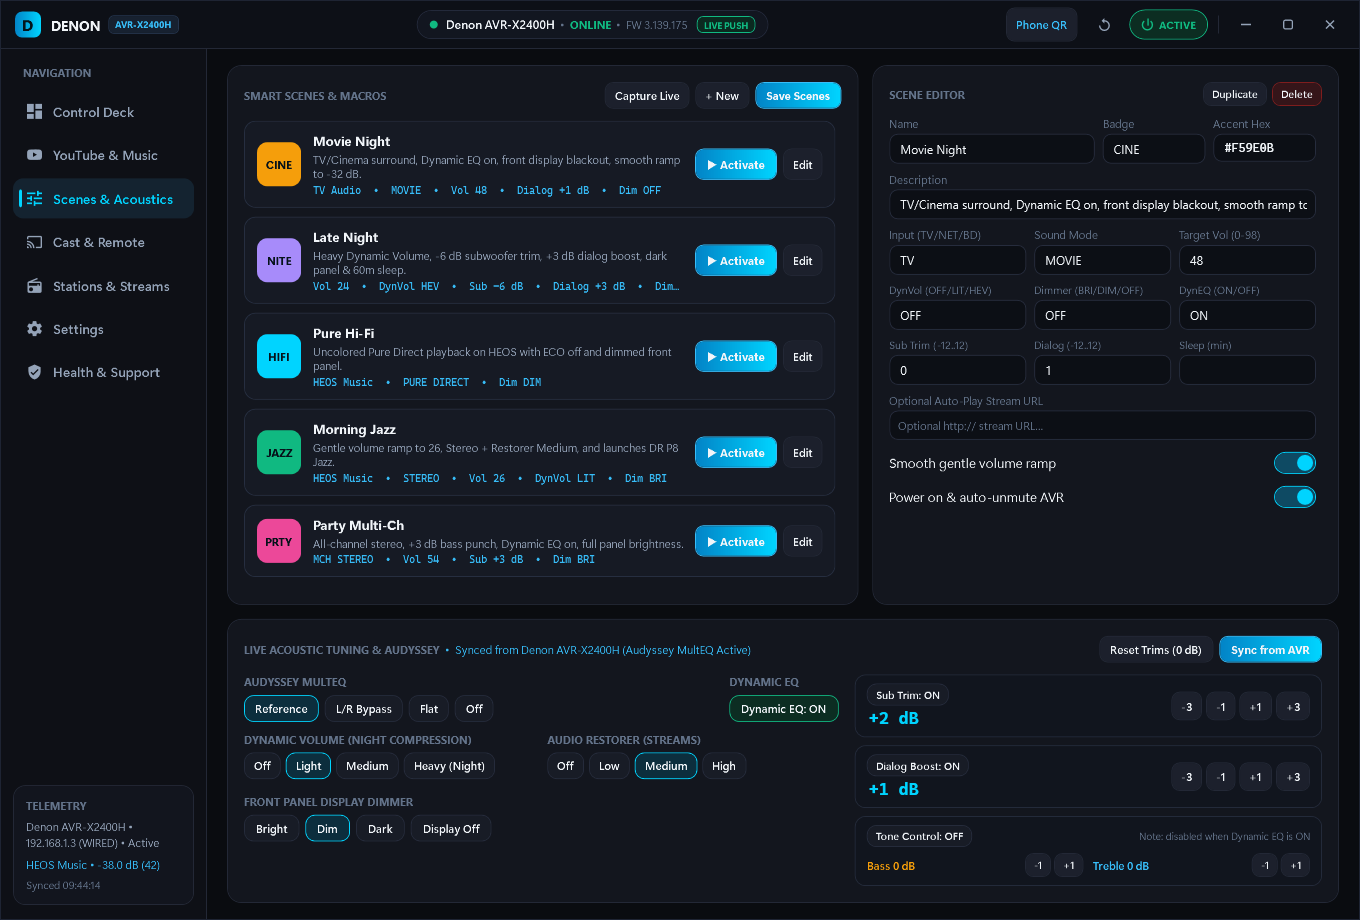 D DENON AVR-X2400H
Denon AVR-X2400H • ONLINE • FW 3.139.175 LIVE PUSH
Phone QR
ACTIVE
NAVIGATION
Control Deck
YouTube & Music
Scenes & Acoustics
Cast & Remote
Stations & Streams
Settings
Health & Support
TELEMETRY
Denon AVR-X2400H •
192.168.1.3 (WIRED) • Active
HEOS Music • -38.0 dB (42)
Synced 09:44:14
SMART SCENES & MACROS
Capture Live
+ New
Save Scenes
CINE
Movie Night
TV/Cinema surround, Dynamic EQ on, front display blackout, smooth ramp
to -32 dB.
TV Audio • MOVIE • Vol 48 • Dialog +1 dB • Dim OFF
▶ Activate
Edit
NITE
Late Night
Heavy Dynamic Volume, -6 dB subwoofer trim, +3 dB dialog boost, dark
panel & 60m sleep.
Vol 24 • DynVol HEV • Sub -6 dB • Dialog +3 dB • Dim…
▶ Activate
Edit
HIFI
Pure Hi-Fi
Uncolored Pure Direct playback on HEOS with ECO off and dimmed front
panel.
HEOS Music • PURE DIRECT • Dim DIM
▶ Activate
Edit
JAZZ
Morning Jazz
Gentle volume ramp to 26, Stereo + Restorer Medium, and launches DR P8
Jazz.
HEOS Music • STEREO • Vol 26 • DynVol LIT • Dim BRI
▶ Activate
Edit
PRTY
Party Multi-Ch
All-channel stereo, +3 dB bass punch, Dynamic EQ on, full panel brightness.
MCH STEREO • Vol 54 • Sub +3 dB • Dim BRI
▶ Activate
Edit
SCENE EDITOR
Duplicate
Delete
Name Badge Accent Hex
Movie Night CINE #F59E0B
Description
TV/Cinema surround, Dynamic EQ on, front display blackout, smooth ramp to
Input (TV/NET/BD) Sound Mode Target Vol (0-98)
TV MOVIE 48
DynVol (OFF/LIT/HEV) Dimmer (BRI/DIM/OFF) DynEQ (ON/OFF)
OFF OFF ON
Sub Trim (-12..12) Dialog (-12..12) Sleep (min)
0 1
Optional Auto-Play Stream URL
Optional http:// stream URL...
Smooth gentle volume ramp
Power on & auto-unmute AVR
LIVE ACOUSTIC TUNING & AUDYSSEY • Synced from Denon AVR-X2400H (Audyssey MultEQ Active)
Reset Trims (0 dB)
Sync from AVR
AUDYSSEY MULTEQ
Reference L/R Bypass Flat Off
DYNAMIC EQ
Dynamic EQ: ON
DYNAMIC VOLUME (NIGHT COMPRESSION)
Off Light Medium Heavy (Night)
AUDIO RESTORER (STREAMS)
Off Low Medium High
FRONT PANEL DISPLAY DIMMER
Bright Dim Dark Display Off
Sub Trim: ON
+2 dB
-3 -1 +1 +3
Dialog Boost: ON
+1 dB
-3 -1 +1 +3
Tone Control: OFF
Note: disabled when Dynamic EQ is ON
Bass 0 dB -1 +1 Treble 0 dB -1 +1